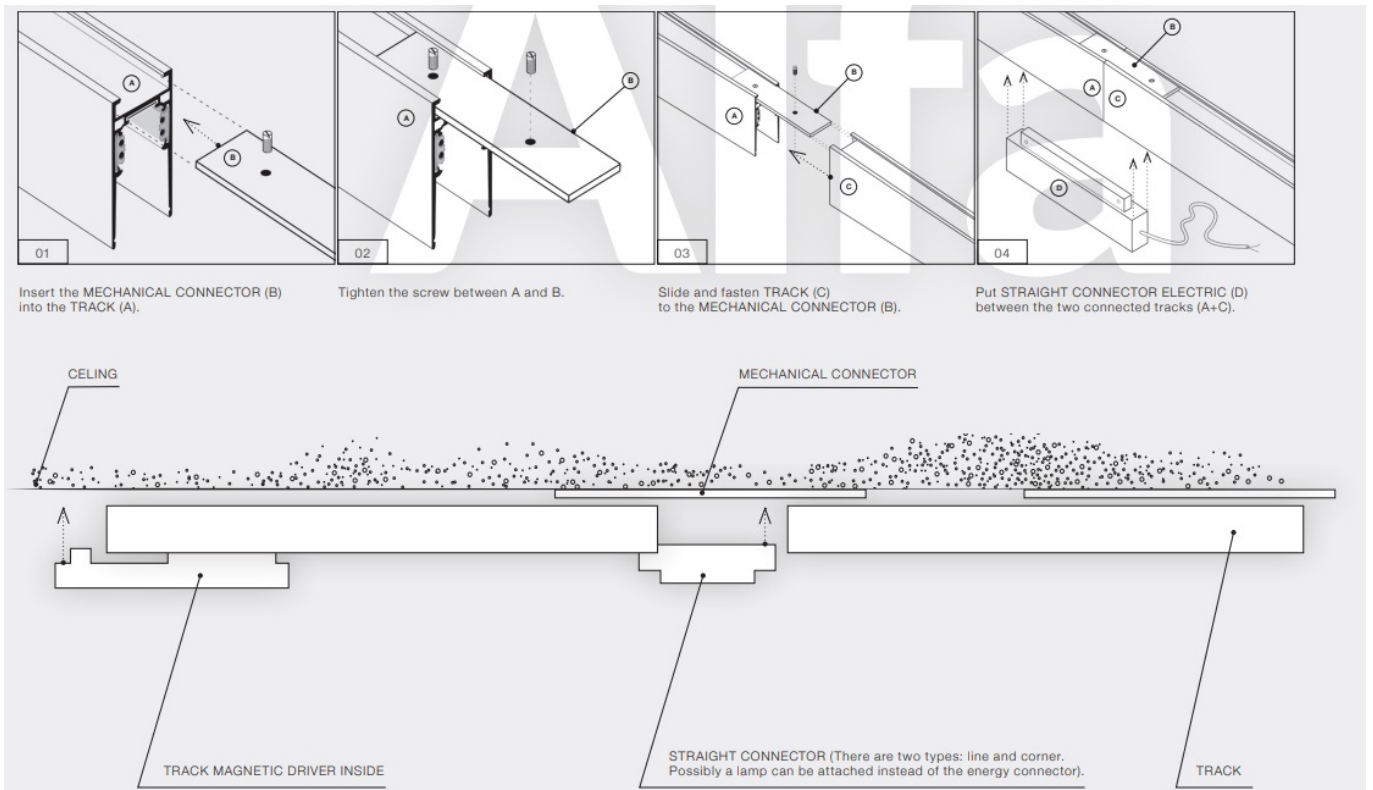 Alfa
A
B
01
A
B
02
A
B
C
03
B
A
C
D
04
Insert the MECHANICAL CONNECTOR (B)
into the TRACK (A).
Tighten the screw between A and B.
Slide and fasten TRACK (C)
to the MECHANICAL CONNECTOR (B).
Put STRAIGHT CONNECTOR ELECTRIC (D)
between the two connected tracks (A+C).
CELING
MECHANICAL CONNECTOR
TRACK MAGNETIC DRIVER INSIDE
STRAIGHT CONNECTOR (There are two types: line and corner.
Possibly a lamp can be attached instead of the energy connector).
TRACK